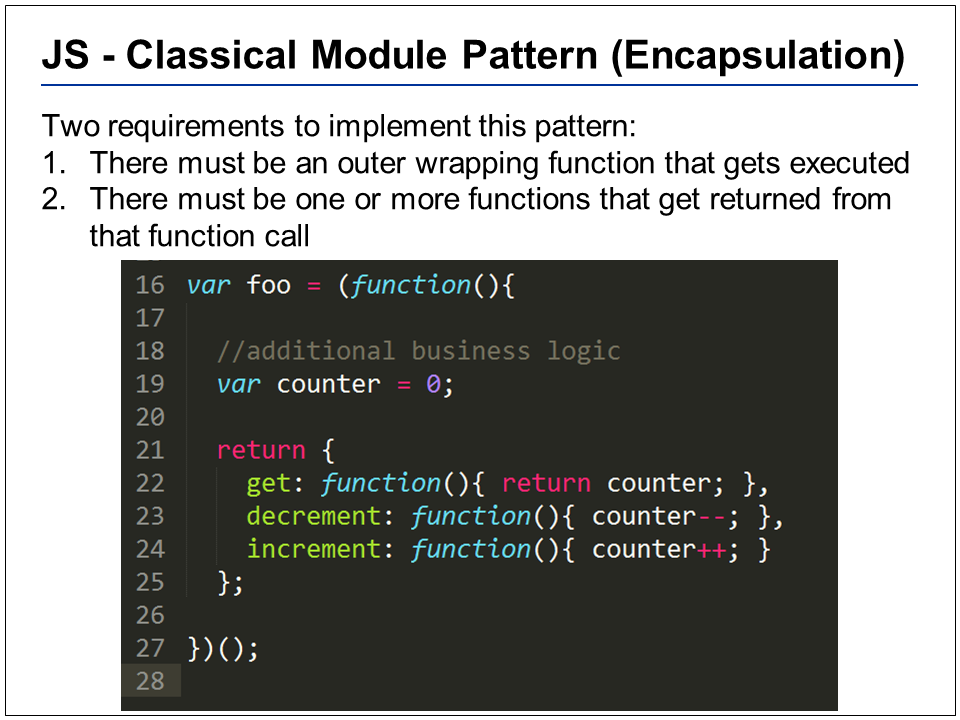 JS - Classical Module Pattern (Encapsulation)
Two requirements to implement this pattern:
1. There must be an outer wrapping function that gets executed
2. There must be one or more functions that get returned from
that function call
16 var foo = (function(){
17
18 //additional business logic
19 var counter = 0;
20
21 return {
22 get: function(){ return counter; },
23 decrement: function(){ counter--; },
24 increment: function(){ counter++; }
25 };
26
27 })();
28